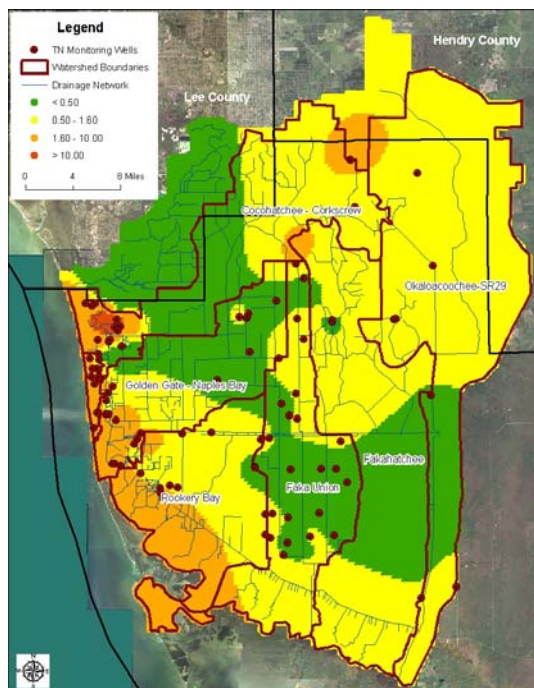 Legend
TN Monitoring Wells
Watershed Boundaries
Drainage Network
< 0.50
0.50 - 1.60
1.60 - 10.00
> 10.00
0 4 8 Miles
Hendry County
Lee County
Cocohatchee - Corkscrew
Okaloacoochee-SR29
Golden Gate - Naples Bay
Fakahatchee
Faka Union
Rookery Bay